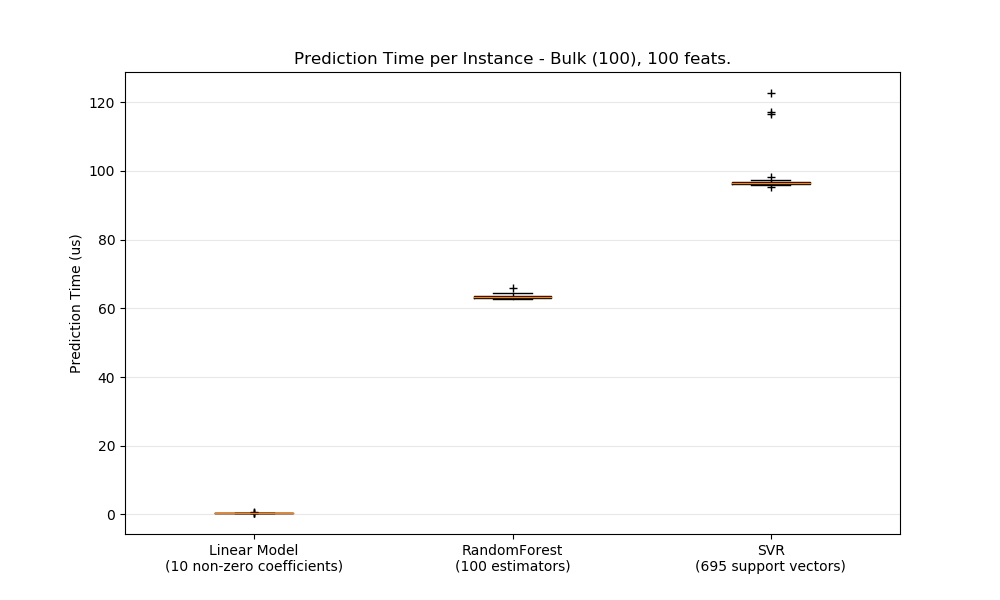 Prediction Time per Instance - Bulk (100), 100 feats.
120
100
80
60
40
20
0
Prediction Time (us)
Linear Model
(10 non-zero coefficients)
RandomForest
(100 estimators)
SVR
(695 support vectors)